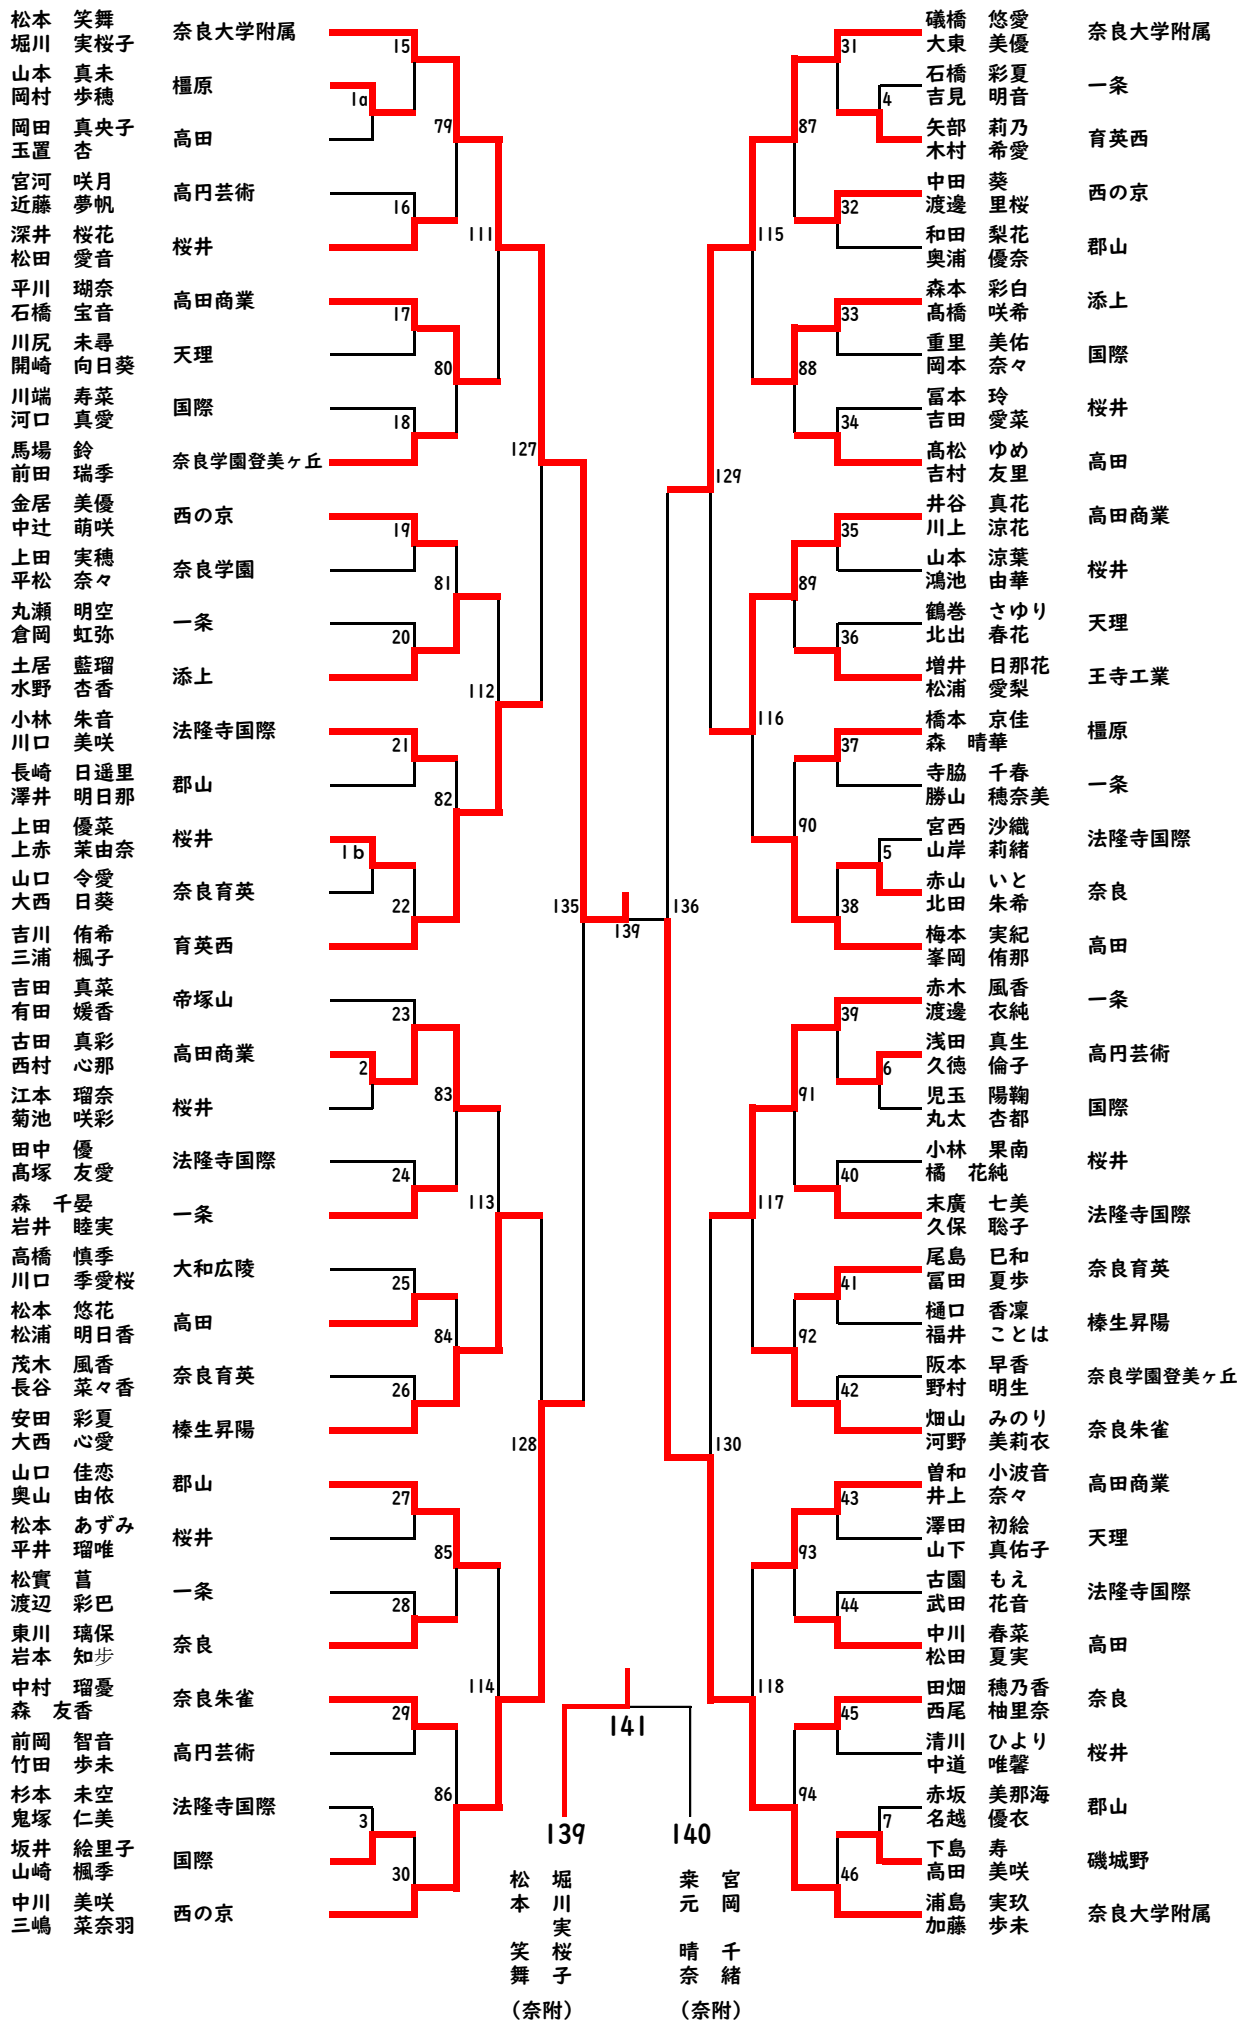 松本　笑舞
堀川　実桜子
奈良大学附属
15
山本　真未
岡村　歩穂
橿原
1a
岡田　真央子
玉置　杏
高田
79
宮河　咲月
近藤　夢帆
高円芸術
16
深井　桜花
松田　愛音
桜井
111
平川　瑚奈
石橋　宝音
高田商業
17
川尻　未尋
開崎　向日葵
天理
80
川端　寿菜
河口　真愛
国際
18
馬場　鈴
前田　瑞季
奈良学園登美ヶ丘
127
金居　美優
中辻　萌咲
西の京
19
上田　実穂
平松　奈々
奈良学園
81
丸瀬　明空
倉岡　虹弥
一条
20
土居　藍瑠
水野　杏香
添上
112
小林　朱音
川口　美咲
法隆寺国際
21
長崎　日遥里
澤井　明日那
郡山
82
上田　優菜
上赤　茉由奈
桜井
1b
山口　令愛
大西　日葵
奈良育英
22
吉川　侑希
三浦　楓子
育英西
135
吉田　真菜
有田　媛香
帝塚山
23
古田　真彩
西村　心那
高田商業
2
江本　瑠奈
菊池　咲彩
桜井
83
田中　優
髙塚　友愛
法隆寺国際
24
森　千晏
岩井　睦実
一条
113
高橋　慎季
川口　季愛桜
大和広陵
25
松本　悠花
松浦　明日香
高田
84
茂木　風香
長谷　菜々香
奈良育英
26
安田　彩夏
大西　心愛
榛生昇陽
128
山口　佳恋
奥山　由依
郡山
27
松本　あずみ
平井　瑠唯
桜井
85
松實　菖
渡辺　彩巴
一条
28
東川　璃保
岩本　知歩
奈良
114
中村　瑠憂
森　友香
奈良朱雀
29
前岡　智音
竹田　歩未
高円芸術
86
杉本　未空
鬼塚　仁美
法隆寺国際
3
坂井　絵里子
山崎　楓季
国際
30
中川　美咲
三嶋　菜奈羽
西の京
139
141
139
140
堀川実桜子
松本　笑舞
（奈附）
宮岡　千緒
桒元　晴奈
（奈附）
礒橋　悠愛
大東　美優
奈良大学附属
31
石橋　彩夏
吉見　明音
一条
4
矢部　莉乃
木村　希愛
育英西
87
中田　葵
渡邊　里桜
西の京
32
和田　梨花
奥浦　優奈
郡山
115
森本　彩白
髙橋　咲希
添上
33
重里　美佑
岡本　奈々
国際
88
冨本　玲
吉田　愛菜
桜井
34
髙松　ゆめ
吉村　友里
高田
129
井谷　真花
川上　涼花
高田商業
35
山本　涼葉
鴻池　由華
桜井
89
鶴巻　さゆり
北出　春花
天理
36
増井　日那花
松浦　愛梨
王寺工業
116
橋本　京佳
森　晴華
橿原
37
寺脇　千春
勝山　穂奈美
一条
90
宮西　沙織
山岸　莉緒
法隆寺国際
5
赤山　いと
北田　朱希
奈良
38
梅本　実紀
峯岡　侑那
高田
136
赤木　風香
渡邊　衣純
一条
39
浅田　真生
久徳　倫子
高円芸術
6
児玉　陽鞠
丸太　杏都
国際
91
小林　果南
橘　花純
桜井
40
末廣　七美
久保　聡子
法隆寺国際
117
尾島　巳和
冨田　夏歩
奈良育英
41
樋口　香凜
福井　ことは
榛生昇陽
92
阪本　早香
野村　明生
奈良学園登美ヶ丘
42
畑山　みのり
河野　美莉衣
奈良朱雀
130
曽和　小波音
井上　奈々
高田商業
43
澤田　初絵
山下　真佑子
天理
93
古園　もえ
武田　花音
法隆寺国際
44
中川　春菜
松田　夏実
高田
118
田畑　穂乃香
西尾　柚里奈
奈良
45
清川　ひより
中道　唯馨
桜井
94
赤坂　美那海
名越　優衣
郡山
7
下島　寿
高田　美咲
磯城野
46
浦島　実玖
加藤　歩未
奈良大学附属